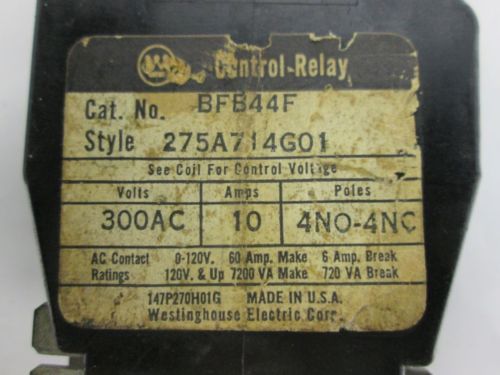 Control Relay
Cat. No. BFB44F
Style 275A714G01
See Coil For Control Voltage
Volts Amps Poles
300AC 10 4NO-4NC
AC Contact 0-120V. 60 Amp. Make 6 Amp. Break
Ratings 120V. & Up 7200 VA Make 720 VA Break
147P270H01G MADE IN U.S.A.
Westinghouse Electric Corp.